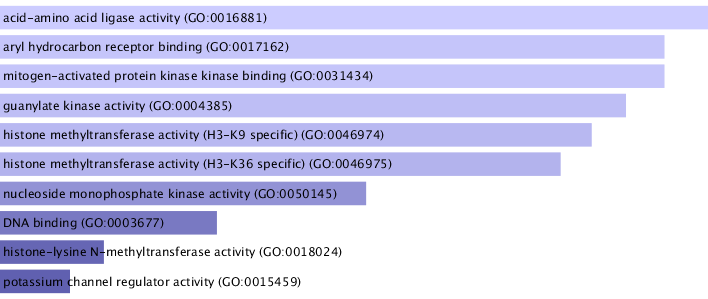 acid-amino acid ligase activity (GO:0016881)
aryl hydrocarbon receptor binding (GO:0017162)
mitogen-activated protein kinase kinase binding (GO:0031434)
guanylate kinase activity (GO:0004385)
histone methyltransferase activity (H3-K9 specific) (GO:0046974)
histone methyltransferase activity (H3-K36 specific) (GO:0046975)
nucleoside monophosphate kinase activity (GO:0050145)
DNA binding (GO:0003677)
histone-lysine N-methyltransferase activity (GO:0018024)
potassium channel regulator activity (GO:0015459)